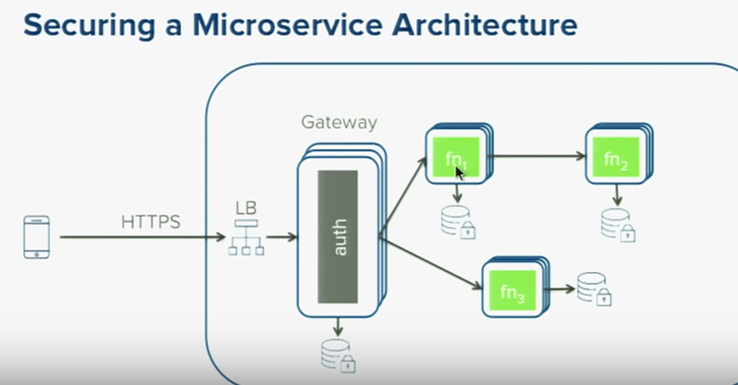 Securing a Microservice Architecture
Gateway
HTTPS
LB
auth
fn1
fn2
fn3